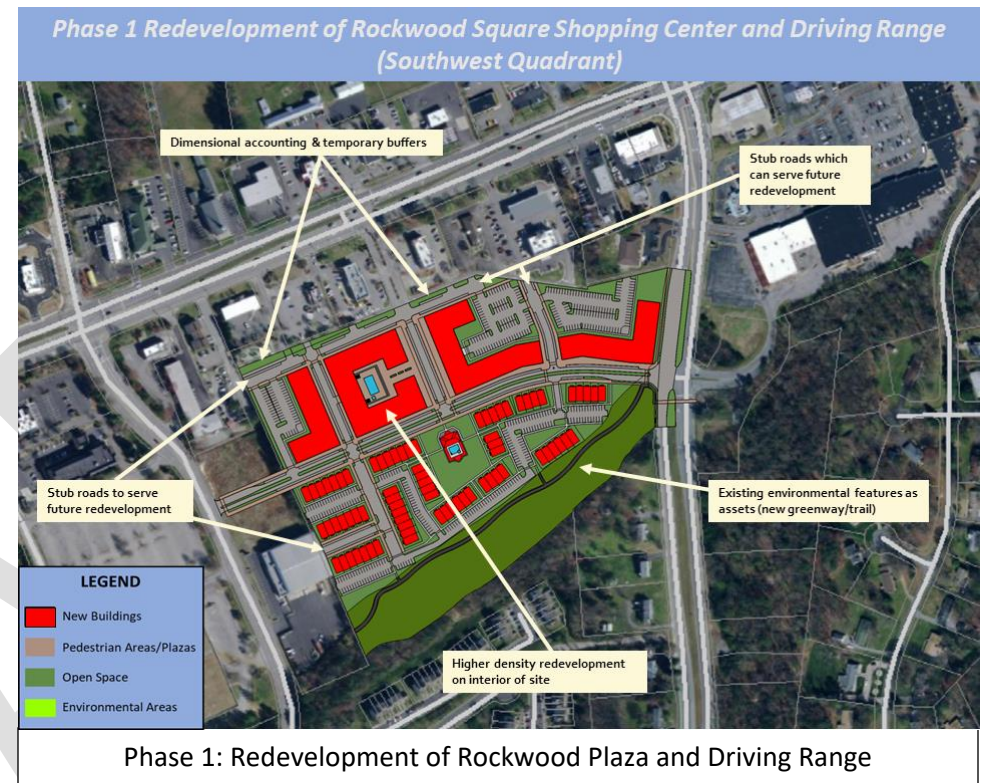 Phase 1 Redevelopment of Rockwood Square Shopping Center and Driving Range
(Southwest Quadrant)
Dimensional accounting & temporary buffers
Stub roads which
can serve future
redevelopment
Stub roads to serve
future redevelopment
Existing environmental features as
assets (new greenway/trail)
Higher density redevelopment
on interior of site
LEGEND
New Buildings
Pedestrian Areas/Plazas
Open Space
Environmental Areas
Phase 1: Redevelopment of Rockwood Plaza and Driving Range